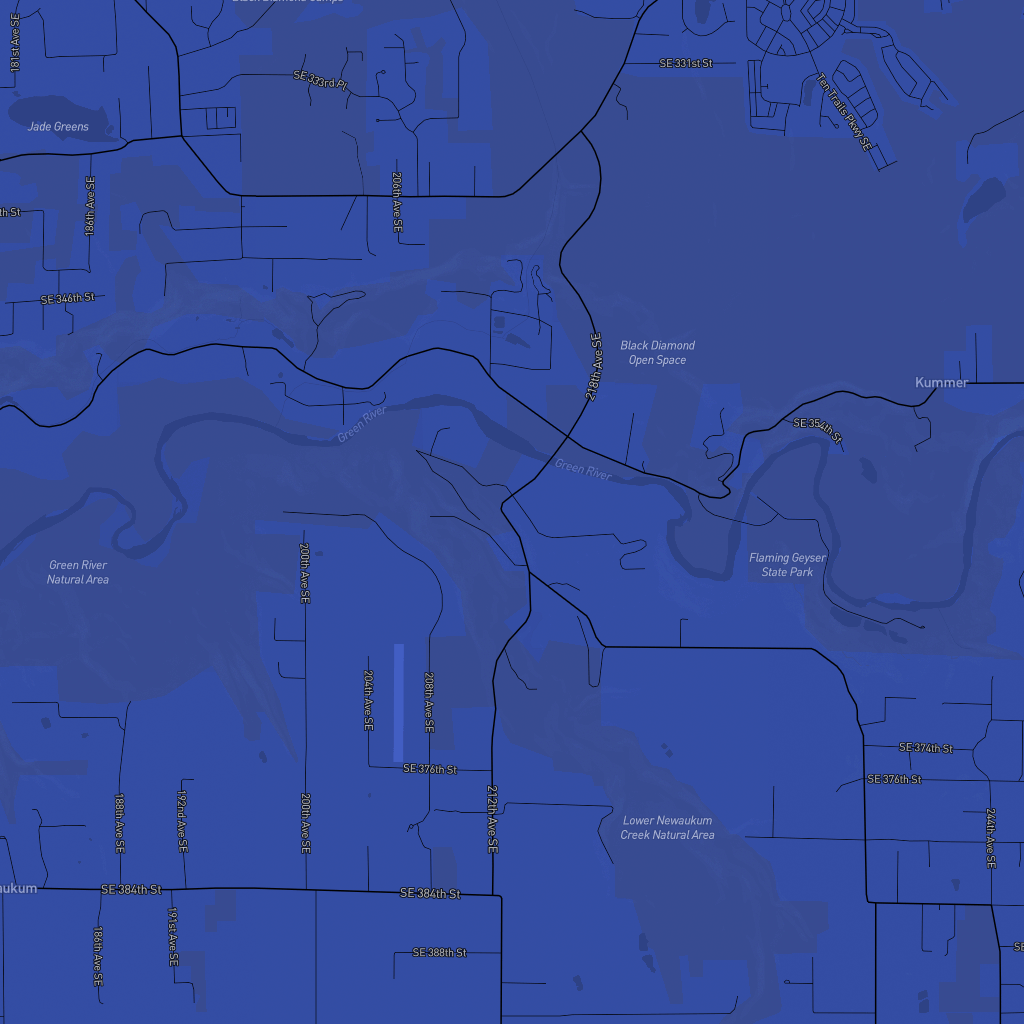 181st Ave SE
SE 333rd Pl
SE 331st St
Ten Trails Pkwy SE
Jade Greens
186th Ave SE
206th Ave SE
th St
SE 346th St
218th Ave SE
Black Diamond
Open Space
Kummer
Green River
SE 354th St
Green River
Green River
Natural Area
200th Ave SE
Flaming Geyser
State Park
204th Ave SE
208th Ave SE
SE 374th St
SE 376th St
SE 376th St
188th Ave SE
192nd Ave SE
200th Ave SE
212th Ave SE
Lower Newaukum
Creek Natural Area
244th Ave SE
aukum
SE 384th St
SE 384th St
186th Ave SE
191st Ave SE
SE 388th St
SE